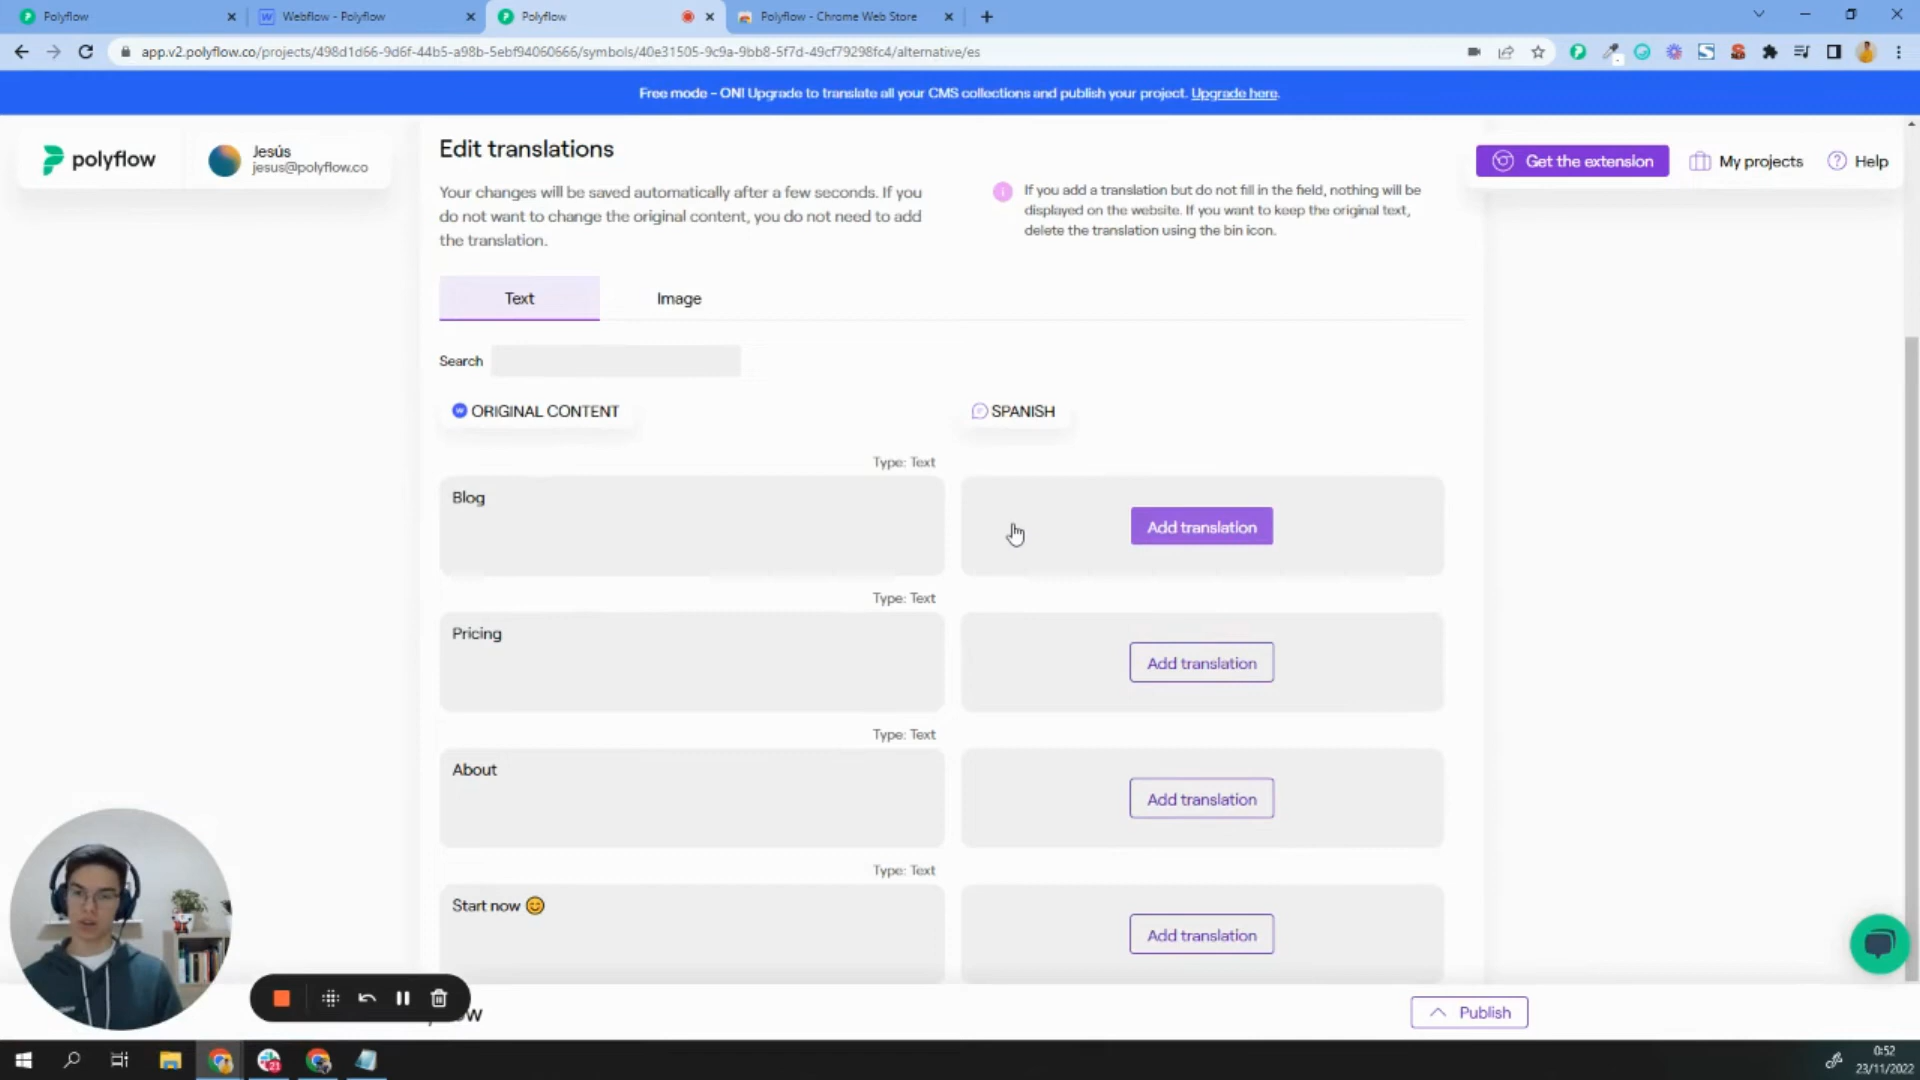 Polyflow
Webflow - Polyflow
Polyflow
Polyflow - Chrome Web Store
app.v2.polyflow.co/projects/498d1d66-9d6f-44b5-a98b-5ebf94060666/symbols/40e31505-9c9a-9bb8-5f7d-49cf79298fc4/alternative/es
Free mode - ON! Upgrade to translate all your CMS collections and publish your project. Upgrade here.
polyflow
Jesús
jesus@polyflow.co
Get the extension
My projects
Help
Edit translations
Your changes will be saved automatically after a few seconds. If you
do not want to change the original content, you do not need to add
the translation.
If you add a translation but do not fill in the field, nothing will be
displayed on the website. If you want to keep the original text,
delete the translation using the bin icon.
Text
Image
Search
ORIGINAL CONTENT
SPANISH
Type: Text
Blog
Add translation
Type: Text
Pricing
Add translation
Type: Text
About
Add translation
Type: Text
Start now 😊
Add translation
Publish
21
0:52
23/11/2022